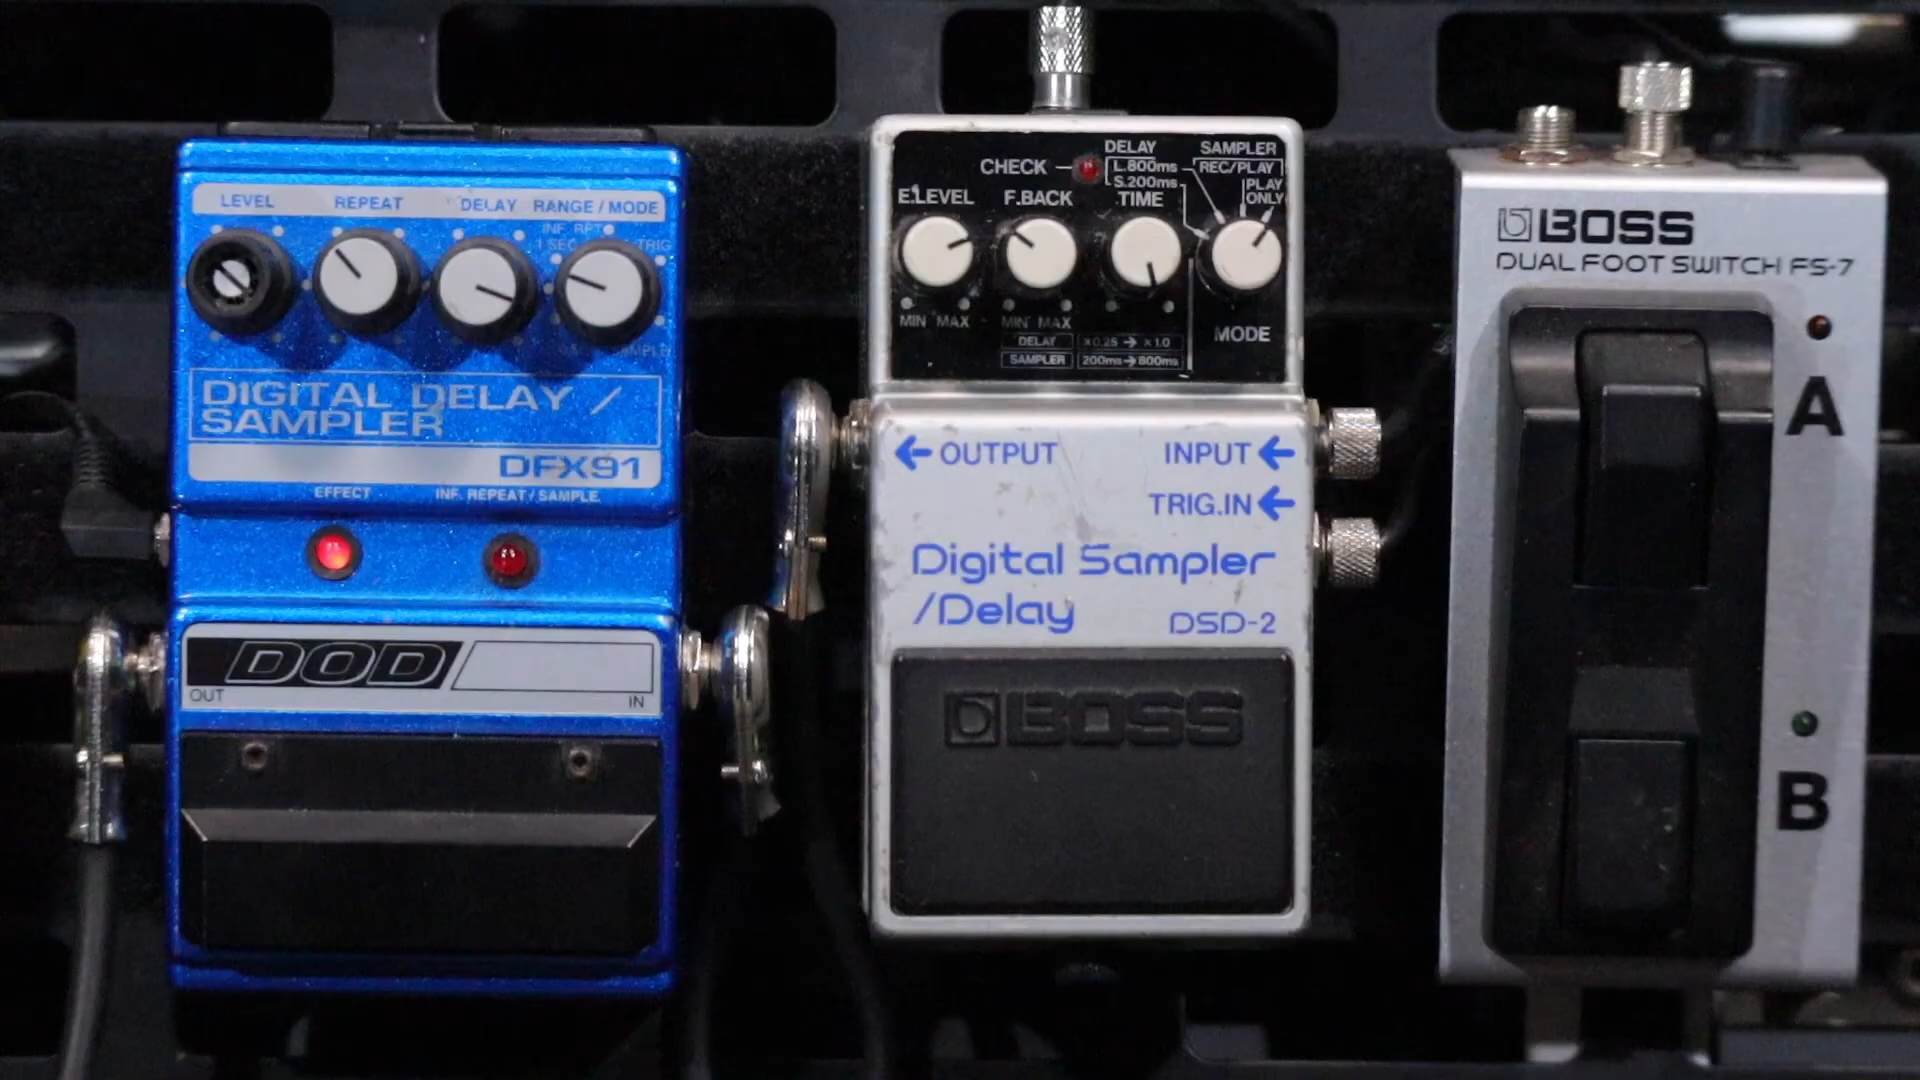 LEVEL REPEAT DELAY RANGE / MODE
INF. RPT.
1 SEC
TRIG
DIGITAL DELAY /
SAMPLER
DFX91
EFFECT INF. REPEAT / SAMPLE
DOD
OUT
IN
CHECK
DELAY
L.800ms
S.200ms
SAMPLER
REC/PLAY
PLAY
ONLY
E.LEVEL F.BACK TIME
MIN MAX MIN MAX
DELAY ×0.25 → ×1.0
SAMPLER 200ms→800ms
MODE
← OUTPUT
INPUT ←
TRIG.IN ←
Digital Sampler
/Delay
DSD-2
BOSS
BOSS
DUAL FOOT SWITCH FS-7
A
B